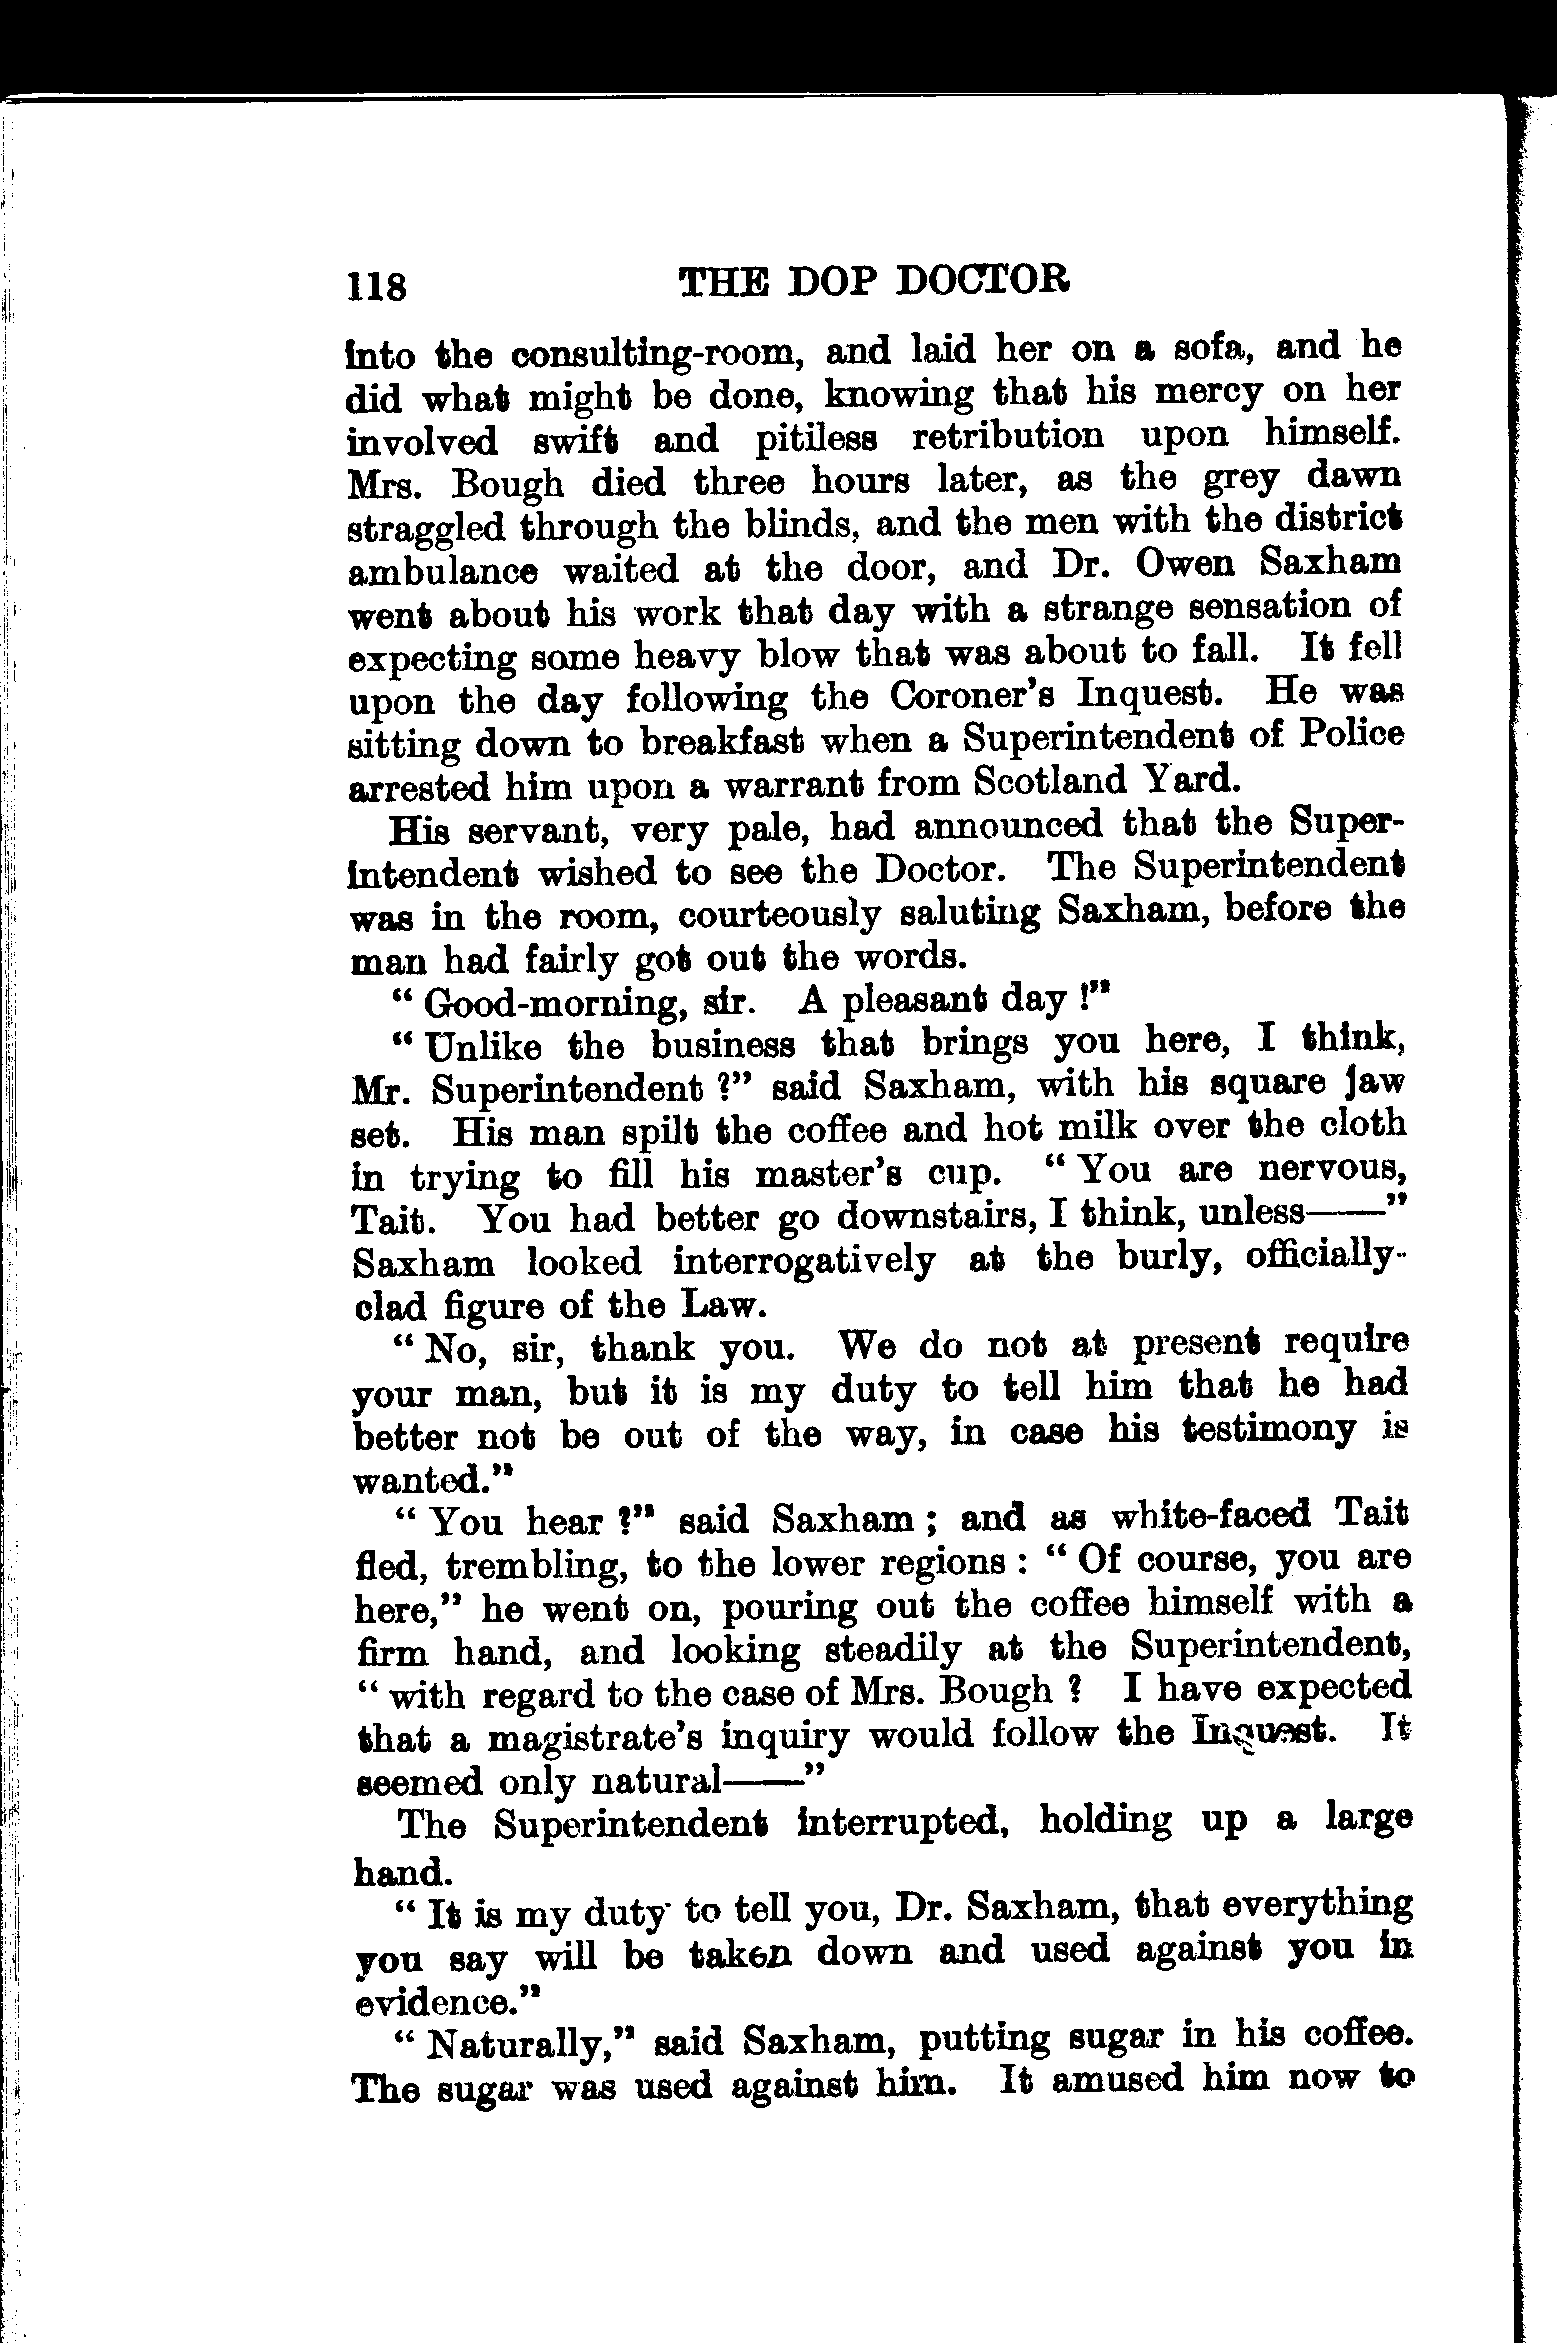 118 THE DOP DOCTOR
into the consulting-room, and laid her on a sofa, and he
did what might be done, knowing that his mercy on her
involved swift and pitiless retribution upon himself.
Mrs. Bough died three hours later, as the grey dawn
straggled through the blinds, and the men with the district
ambulance waited at the door, and Dr. Owen Saxham
went about his work that day with a strange sensation of
expecting some heavy blow that was about to fall. It fell
upon the day following the Coroner's Inquest. He was
sitting down to breakfast when a Superintendent of Police
arrested him upon a warrant from Scotland Yard.
His servant, very pale, had announced that the Super-
intendent wished to see the Doctor. The Superintendent
was in the room, courteously saluting Saxham, before the
man had fairly got out the words.
“ Good-morning, sir. A pleasant day !”
“ Unlike the business that brings you here, I think,
Mr. Superintendent ?” said Saxham, with his square jaw
set. His man spilt the coffee and hot milk over the cloth
in trying to fill his master's cup. “ You are nervous,
Tait. You had better go downstairs, I think, unless——”
Saxham looked interrogatively at the burly, officially-
clad figure of the Law.
“ No, sir, thank you. We do not at present require
your man, but it is my duty to tell him that he had
better not be out of the way, in case his testimony is
wanted.”
“ You hear ?” said Saxham ; and as white-faced Tait
fled, trembling, to the lower regions : “ Of course, you are
here,” he went on, pouring out the coffee himself with a
firm hand, and looking steadily at the Superintendent,
“ with regard to the case of Mrs. Bough ? I have expected
that a magistrate's inquiry would follow the Inquest. It
seemed only natural——”
The Superintendent interrupted, holding up a large
hand.
“ It is my duty to tell you, Dr. Saxham, that everything
you say will be taken down and used against you in
evidence.”
“ Naturally,” said Saxham, putting sugar in his coffee.
The sugar was used against him. It amused him now to